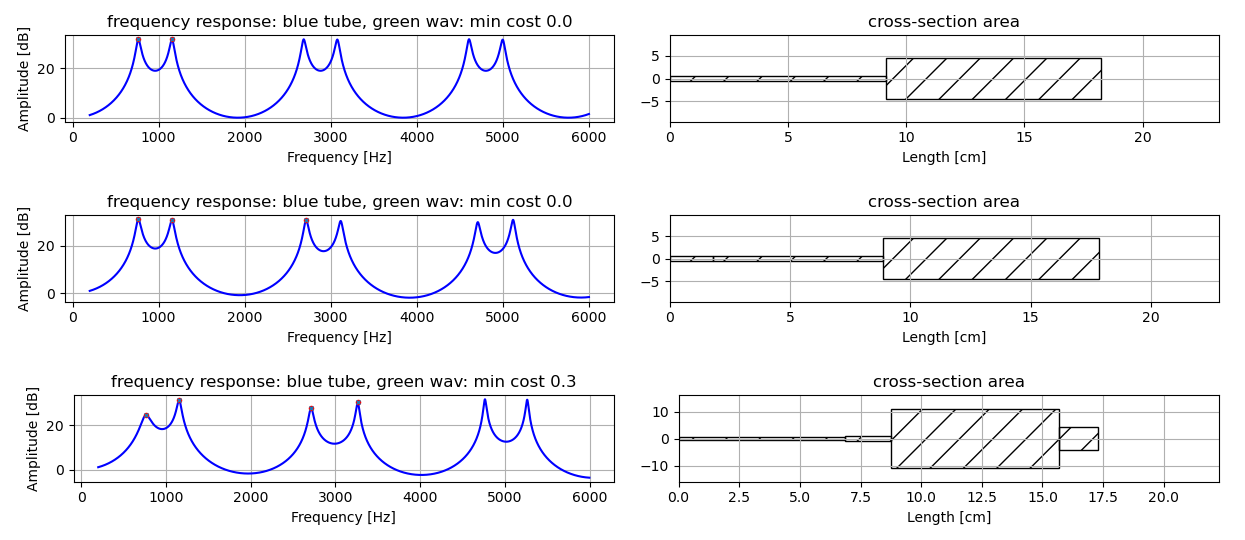 frequency response: blue tube, green wav: min cost 0.0
cross-section area
Amplitude [dB]
20
0
5
0
−5
0 1000 2000 3000 4000 5000 6000
0 5 10 15 20
Frequency [Hz]
Length [cm]
frequency response: blue tube, green wav: min cost 0.0
cross-section area
Amplitude [dB]
20
0
5
0
−5
0 1000 2000 3000 4000 5000 6000
0 5 10 15 20
Frequency [Hz]
Length [cm]
frequency response: blue tube, green wav: min cost 0.3
cross-section area
Amplitude [dB]
20
0
10
0
−10
0 1000 2000 3000 4000 5000 6000
0.0 2.5 5.0 7.5 10.0 12.5 15.0 17.5 20.0
Frequency [Hz]
Length [cm]